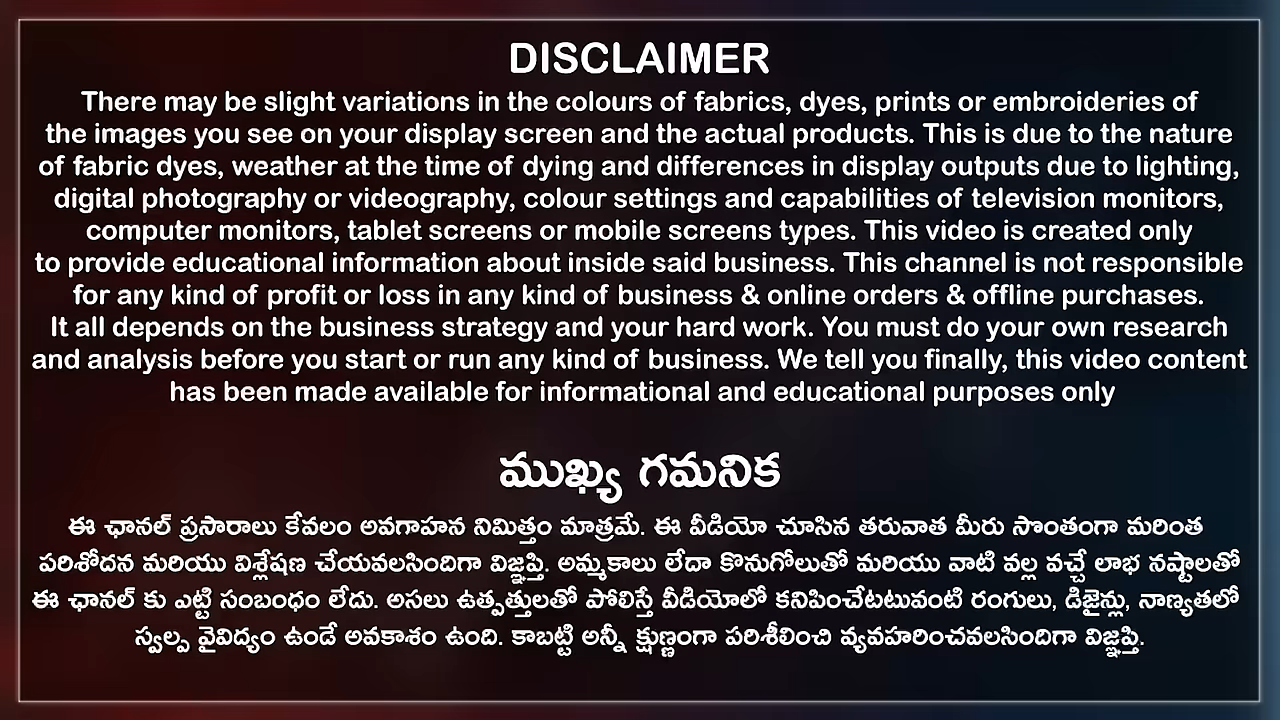 DISCLAIMER
There may be slight variations in the colours of fabrics, dyes, prints or embroideries of
the images you see on your display screen and the actual products. This is due to the nature
of fabric dyes, weather at the time of dying and differences in display outputs due to lighting,
digital photography or videography, colour settings and capabilities of television monitors,
computer monitors, tablet screens or mobile screens types. This video is created only
to provide educational information about inside said business. This channel is not responsible
for any kind of profit or loss in any kind of business & online orders & offline purchases.
It all depends on the business strategy and your hard work. You must do your own research
and analysis before you start or run any kind of business. We tell you finally, this video content
has been made available for informational and educational purposes only
ముఖ్య గమనిక
ఈ ఛానల్ ప్రసారాలు కేవలం అవగాహన నిమిత్తం మాత్రమే. ఈ వీడియో చూసిన తరువాత మీరు సొంతంగా మరింత
పరిశోదన మరియు విశ్లేషణ చేయవలసిందిగా విజ్ఞప్తి. అమ్మకాలు లేదా కొనుగోలుతో మరియు వాటి వల్ల వచ్చే లాభ నష్టాలతో
ఈ ఛానల్ కు ఎట్టి సంబంధం లేదు. అసలు ఉత్పత్తులతో పోలిస్తే వీడియోలో కనిపించేటటువంటి రంగులు, డిజైన్లు, నాణ్యతలో
స్వల్ప వైవిద్యం ఉండే అవకాశం ఉంది. కాబట్టి అన్నీ క్షుణ్ణంగా పరిశీలించి వ్యవహరించవలసిందిగా విజ్ఞప్తి.